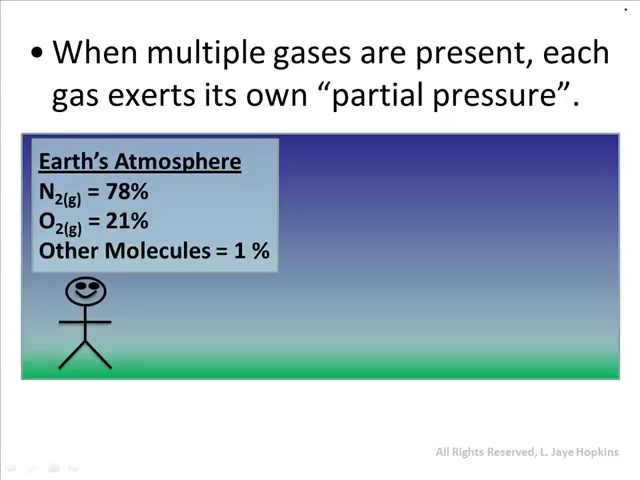 • When multiple gases are present, each
gas exerts its own “partial pressure”.
Earth’s Atmosphere
N2(g) = 78%
O2(g) = 21%
Other Molecules = 1 %
All Rights Reserved, L. Jaye Hopkins